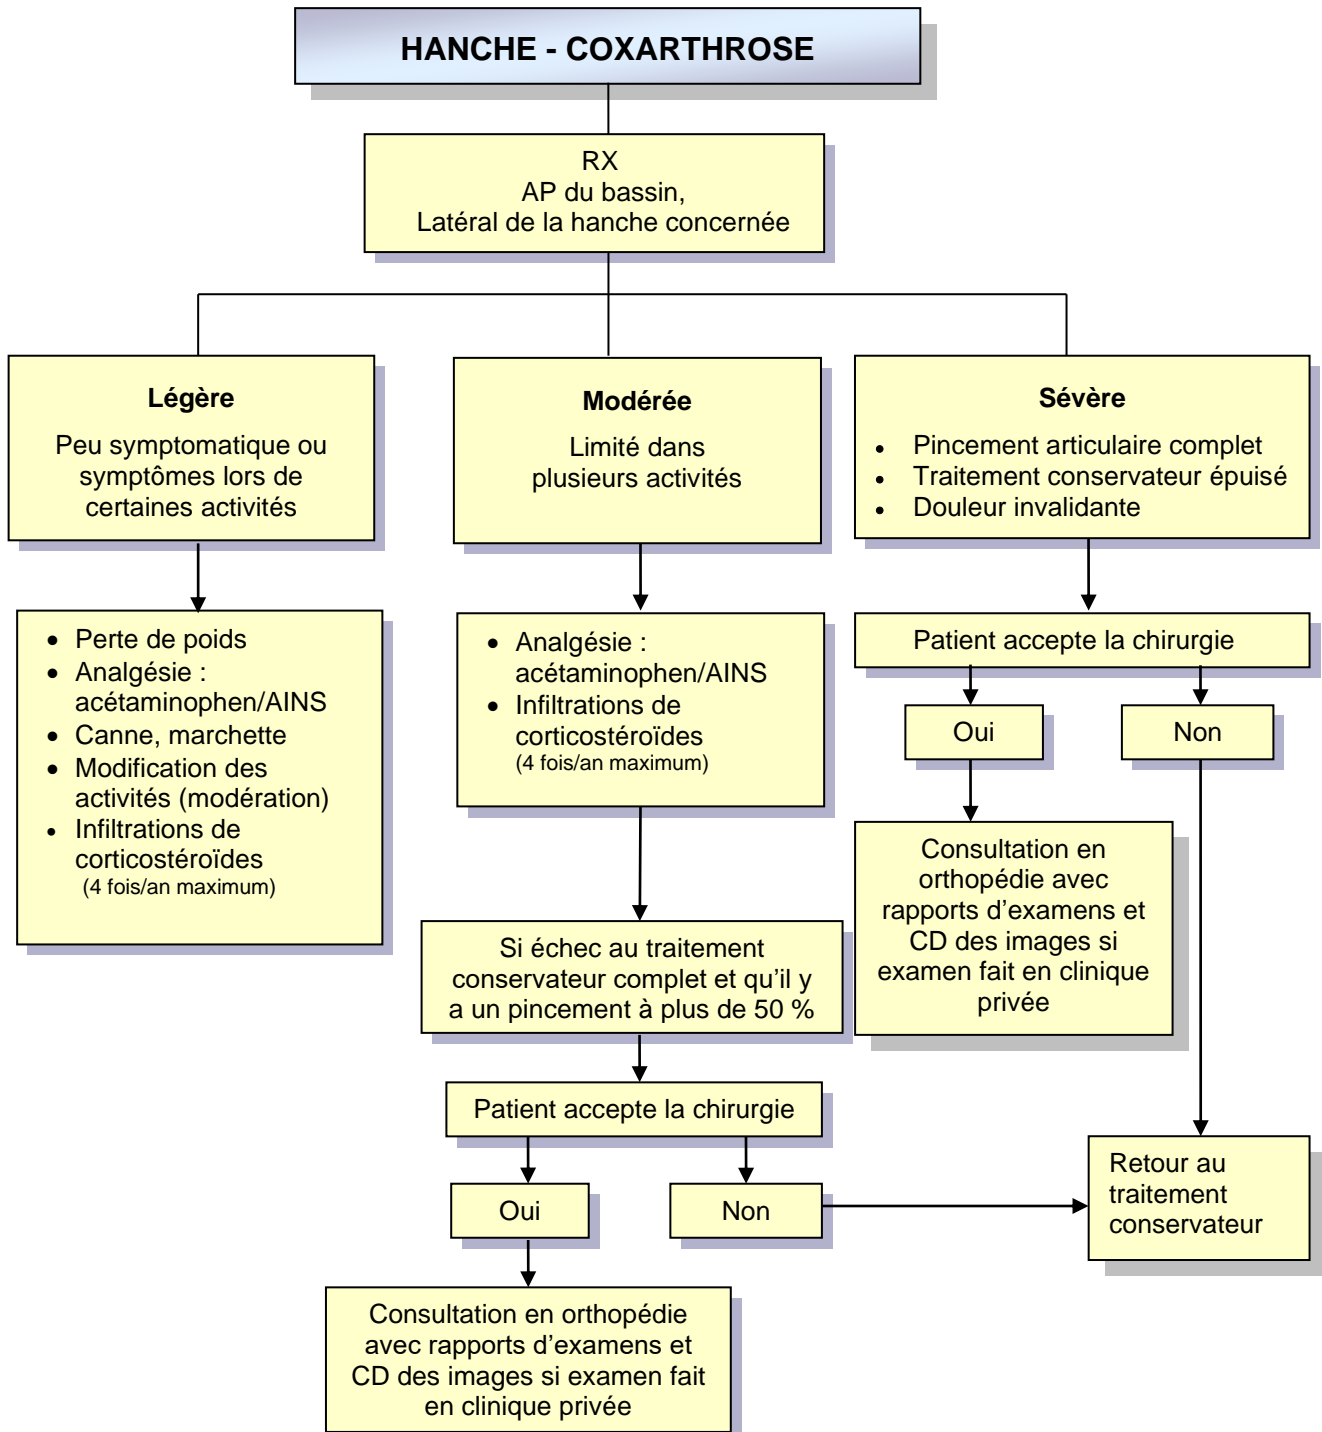 HANCHE - COXARTHROSE
RX
AP du bassin,
Latéral de la hanche concernée
Légère
Peu symptomatique ou
symptômes lors de
certaines activités
Modérée
Limité dans
plusieurs activités
Sévère
• Pincement articulaire complet
• Traitement conservateur épuisé
• Douleur invalidante
• Perte de poids
• Analgésie :
acétaminophen/AINS
• Canne, marchette
• Modification des
activités (modération)
• Infiltrations de
corticostéroïdes
(4 fois/an maximum)
• Analgésie :
acétaminophen/AINS
• Infiltrations de
corticostéroïdes
(4 fois/an maximum)
Patient accepte la chirurgie
Oui
Non
Consultation en
orthopédie avec
rapports d’examens et
CD des images si
examen fait en clinique
privée
Si échec au traitement
conservateur complet et qu’il y
a un pincement à plus de 50 %
Patient accepte la chirurgie
Oui
Non
Retour au
traitement
conservateur
Consultation en orthopédie
avec rapports d’examens et
CD des images si examen fait
en clinique privée